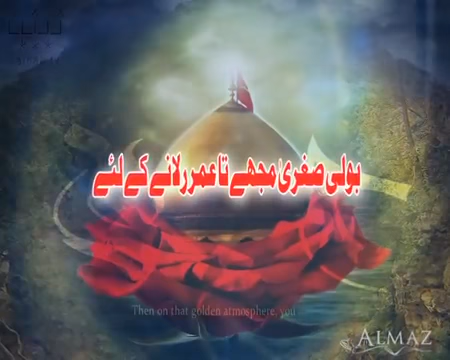 بولی صغریٰ مجھے تا عمر رلانے کے لئے
Then on that golden atmosphere, you
ALMAZ